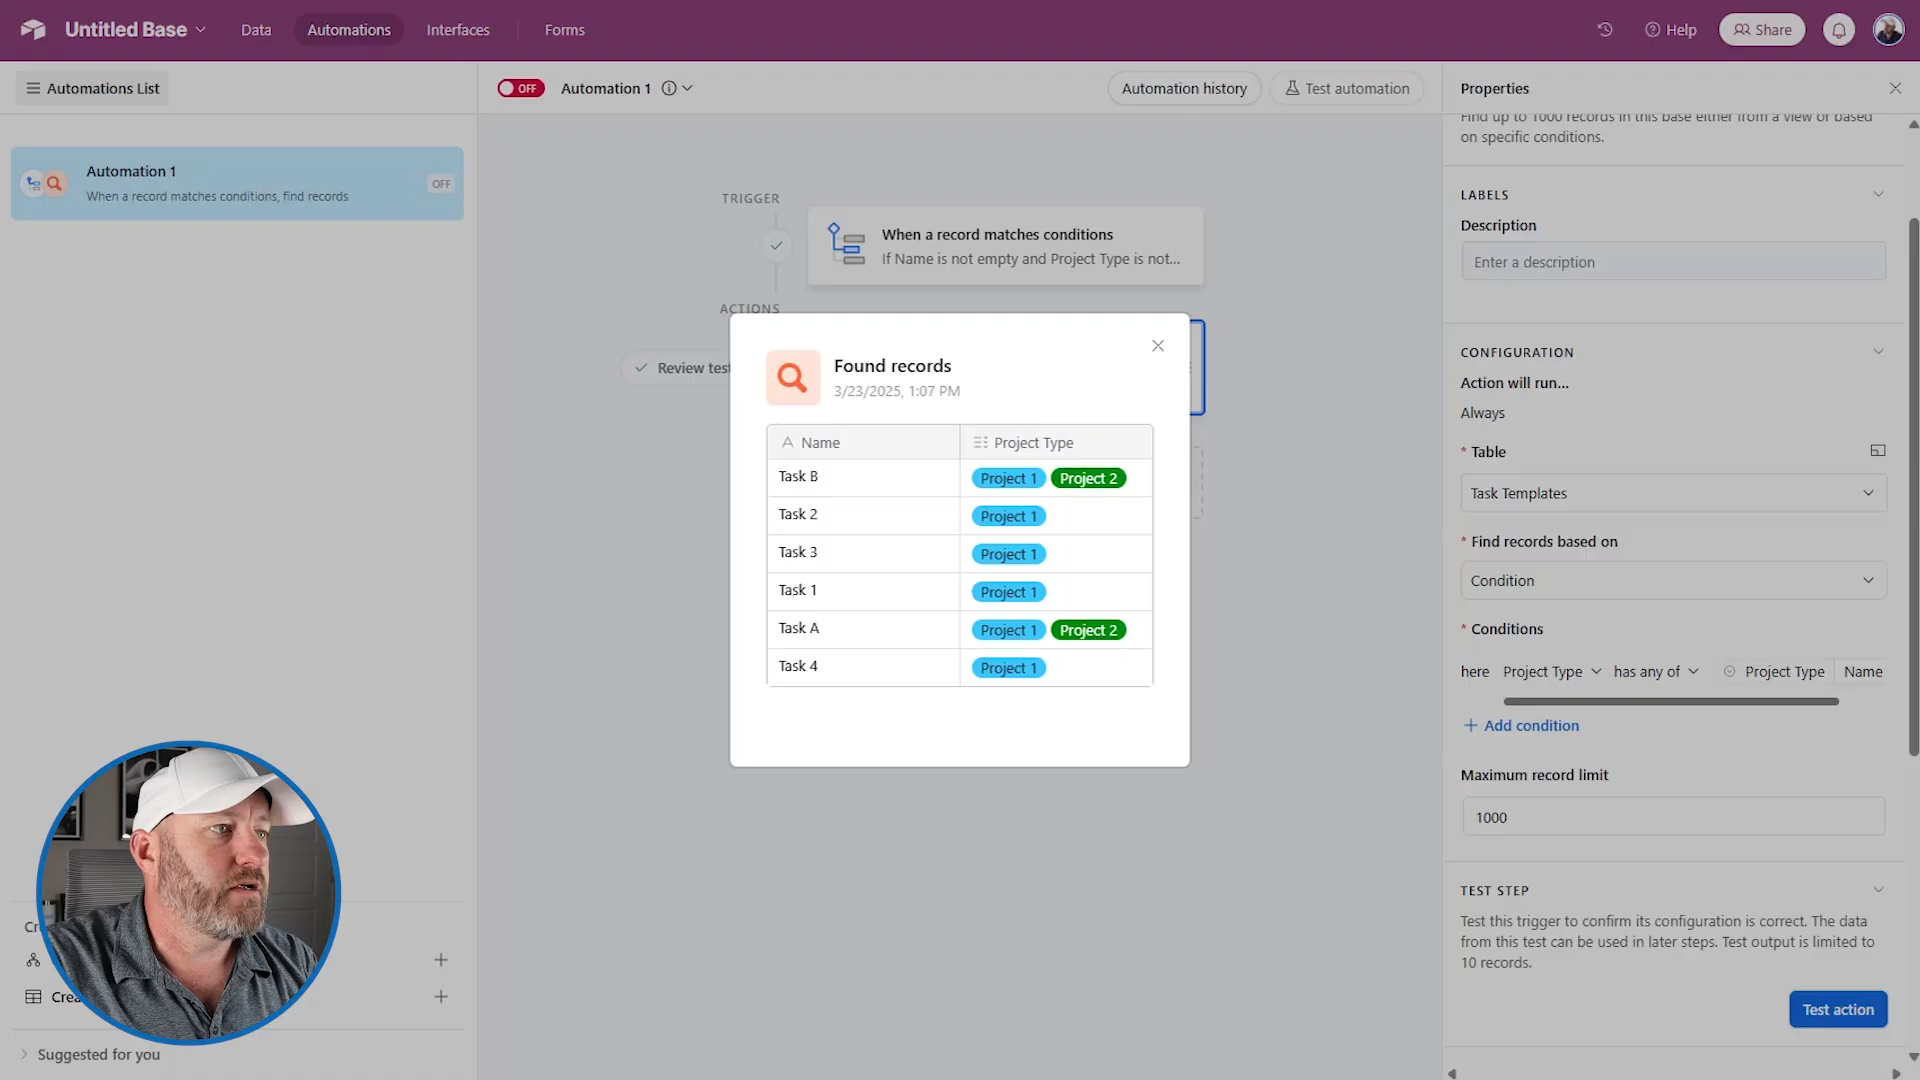 Untitled Base
Data
Automations
Interfaces
Forms
Help
Share
Automations List
OFF
Automation 1
Automation history
Test automation
Properties
Automation 1
When a record matches conditions, find records
OFF
TRIGGER
When a record matches conditions
If Name is not empty and Project Type is not...
ACTIONS
Review test
Found records
3/23/2025, 1:07 PM
Name
Project Type
Task B
Project 1
Project 2
Task 2
Project 1
Task 3
Project 1
Task 1
Project 1
Task A
Project 1
Project 2
Task 4
Project 1
Find up to 1000 records in this base either from a view or based
on specific conditions.
LABELS
Description
Enter a description
CONFIGURATION
Action will run...
Always
* Table
Task Templates
* Find records based on
Condition
* Conditions
here
Project Type
has any of
Project Type
Name
Add condition
Maximum record limit
1000
TEST STEP
Test this trigger to confirm its configuration is correct. The data
from this test can be used in later steps. Test output is limited to
10 records.
Test action
Suggested for you